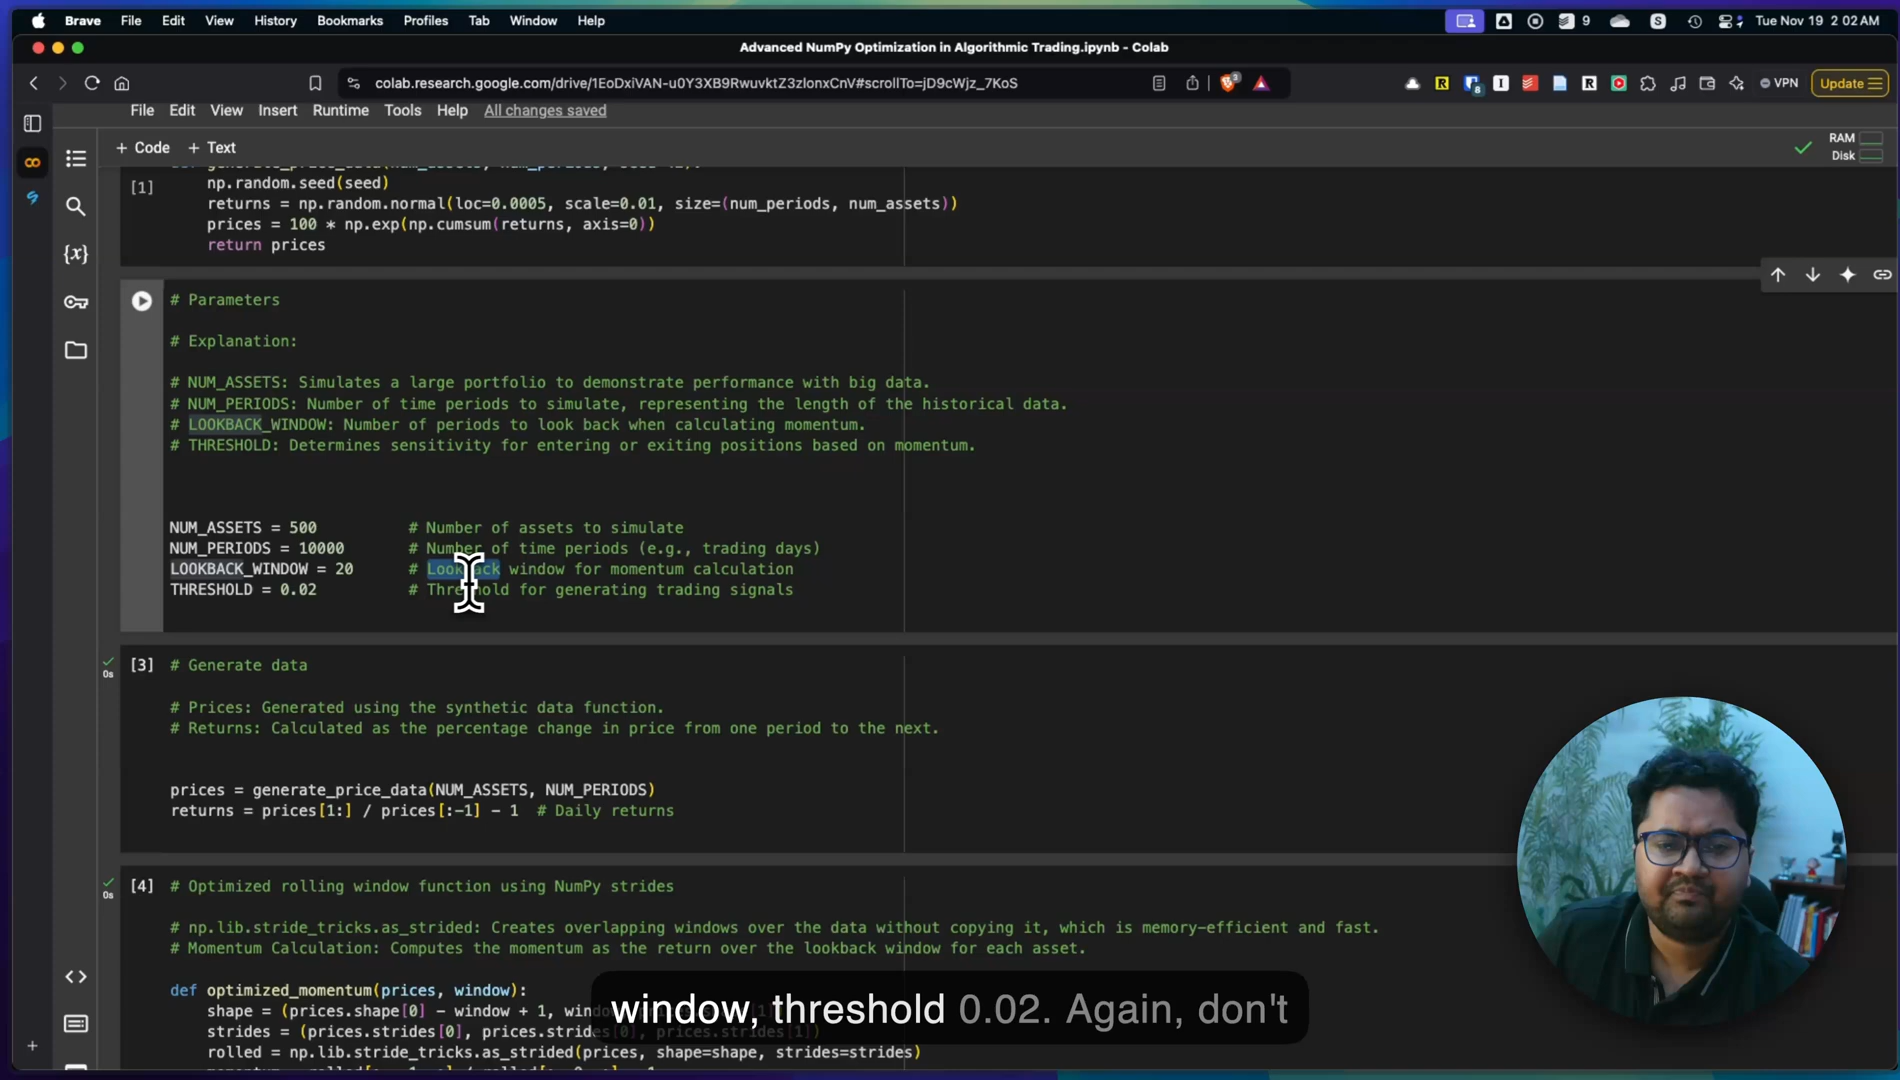 Brave File Edit View History Bookmarks Profiles Tab Window Help 9 Tue Nov 19 2:02 AM
Advanced NumPy Optimization in Algorithmic Trading.ipynb - Colab
colab.research.google.com/drive/1EoDxiVAN-u0Y3XB9RwuvktZ3zlonxCnV#scrollTo=jD9cWjz_7KoS VPN Update
File Edit View Insert Runtime Tools Help All changes saved
+ Code + Text RAM
Disk
[1] np.random.seed(seed)
returns = np.random.normal(loc=0.0005, scale=0.01, size=(num_periods, num_assets))
prices = 100 * np.exp(np.cumsum(returns, axis=0))
return prices
# Parameters
# Explanation:
# NUM_ASSETS: Simulates a large portfolio to demonstrate performance with big data.
# NUM_PERIODS: Number of time periods to simulate, representing the length of the historical data.
# LOOKBACK_WINDOW: Number of periods to look back when calculating momentum.
# THRESHOLD: Determines sensitivity for entering or exiting positions based on momentum.
NUM_ASSETS = 500 # Number of assets to simulate
NUM_PERIODS = 10000 # Number of time periods (e.g., trading days)
LOOKBACK_WINDOW = 20 # Lookback window for momentum calculation
THRESHOLD = 0.02 # Threshold for generating trading signals
[3] # Generate data
0s
# Prices: Generated using the synthetic data function.
# Returns: Calculated as the percentage change in price from one period to the next.
prices = generate_price_data(NUM_ASSETS, NUM_PERIODS)
returns = prices[1:] / prices[:-1] - 1 # Daily returns
[4] # Optimized rolling window function using NumPy strides
0s
# np.lib.stride_tricks.as_strided: Creates overlapping windows over the data without copying it, which is memory-efficient and fast.
# Momentum Calculation: Computes the momentum as the return over the lookback window for each asset.
def optimized_momentum(prices, window):
shape = (prices.shape[0] - window + 1,
strides = (prices.strides[0], prices.strides[0], prices.strides[1])
rolled = np.lib.stride_tricks.as_strided(prices, shape=shape, strides=strides)
window, threshold 0.02. Again, don't